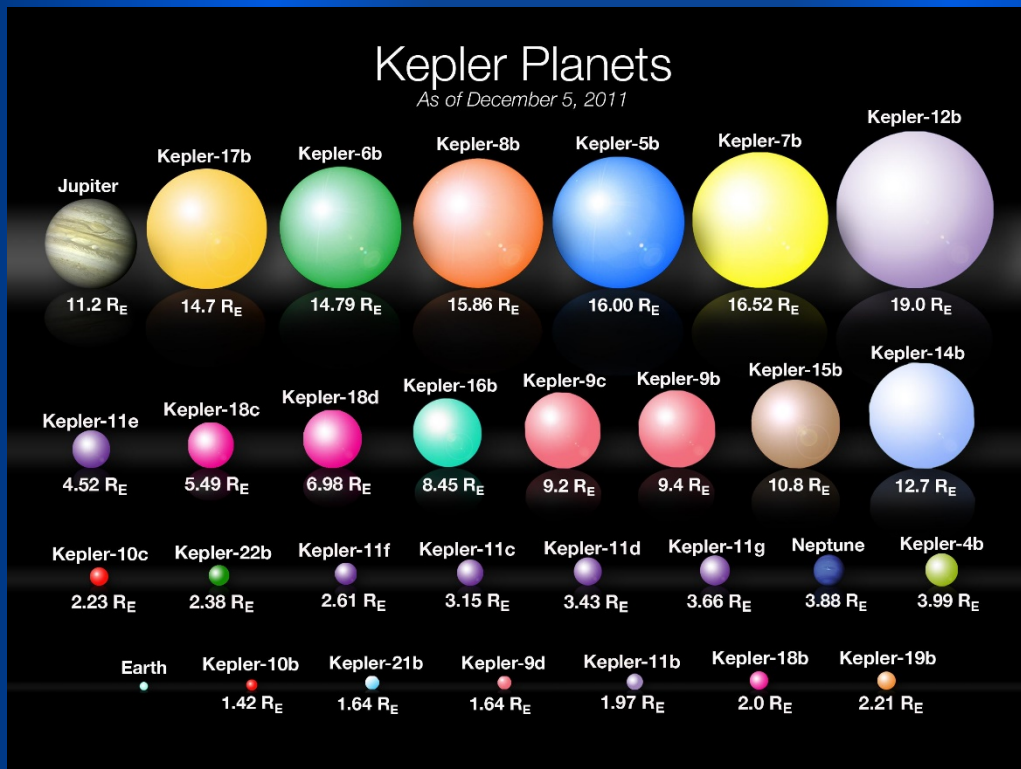 Kepler Planets
As of December 5, 2011
Jupiter Kepler-17b Kepler-6b Kepler-8b Kepler-5b Kepler-7b Kepler-12b
11.2 RE 14.7 RE 14.79 RE 15.86 RE 16.00 RE 16.52 RE 19.0 RE
Kepler-11e Kepler-18c Kepler-18d Kepler-16b Kepler-9c Kepler-9b Kepler-15b Kepler-14b
4.52 RE 5.49 RE 6.98 RE 8.45 RE 9.2 RE 9.4 RE 10.8 RE 12.7 RE
Kepler-10c Kepler-22b Kepler-11f Kepler-11c Kepler-11d Kepler-11g Neptune Kepler-4b
2.23 RE 2.38 RE 2.61 RE 3.15 RE 3.43 RE 3.66 RE 3.88 RE 3.99 RE
Earth Kepler-10b Kepler-21b Kepler-9d Kepler-11b Kepler-18b Kepler-19b
1.42 RE 1.64 RE 1.64 RE 1.97 RE 2.0 RE 2.21 RE